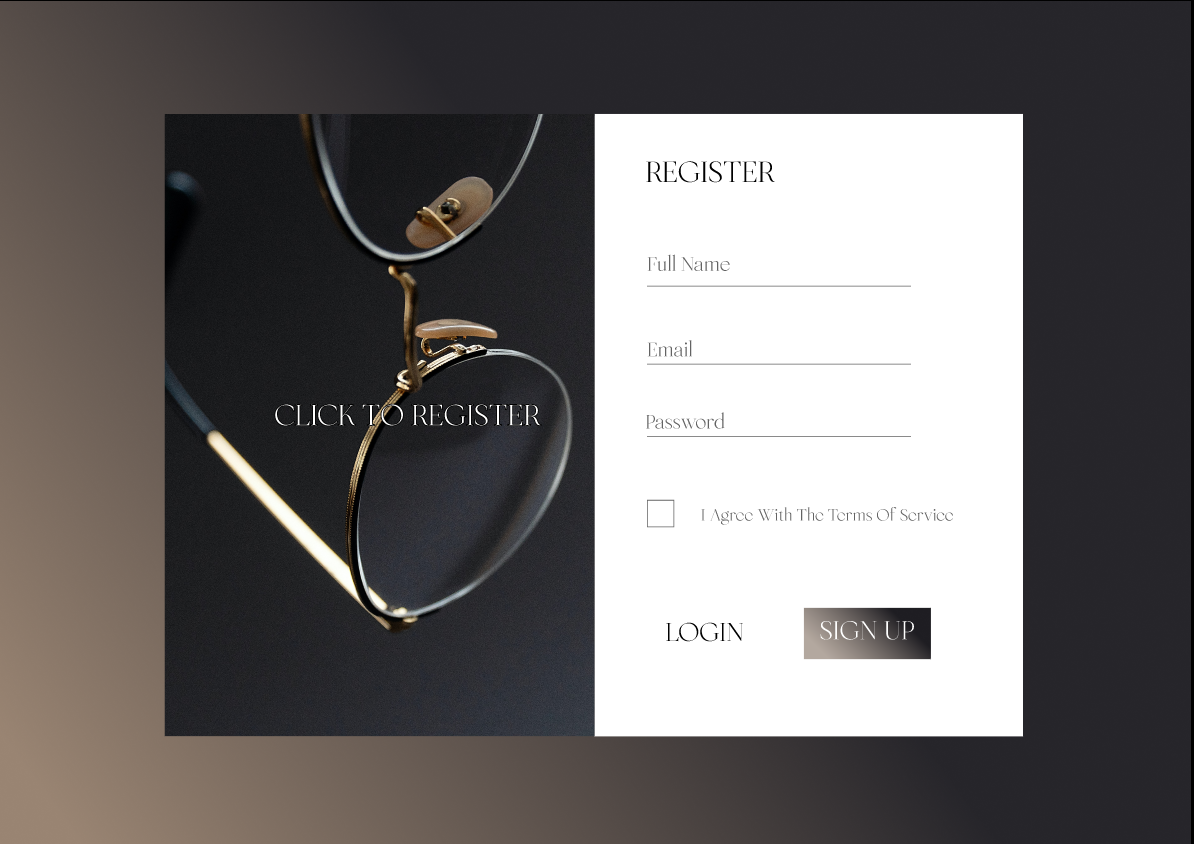 CLICK TO REGISTER
REGISTER
Full Name
Email
Password
I Agree With The Terms Of Service
LOGIN
SIGN UP